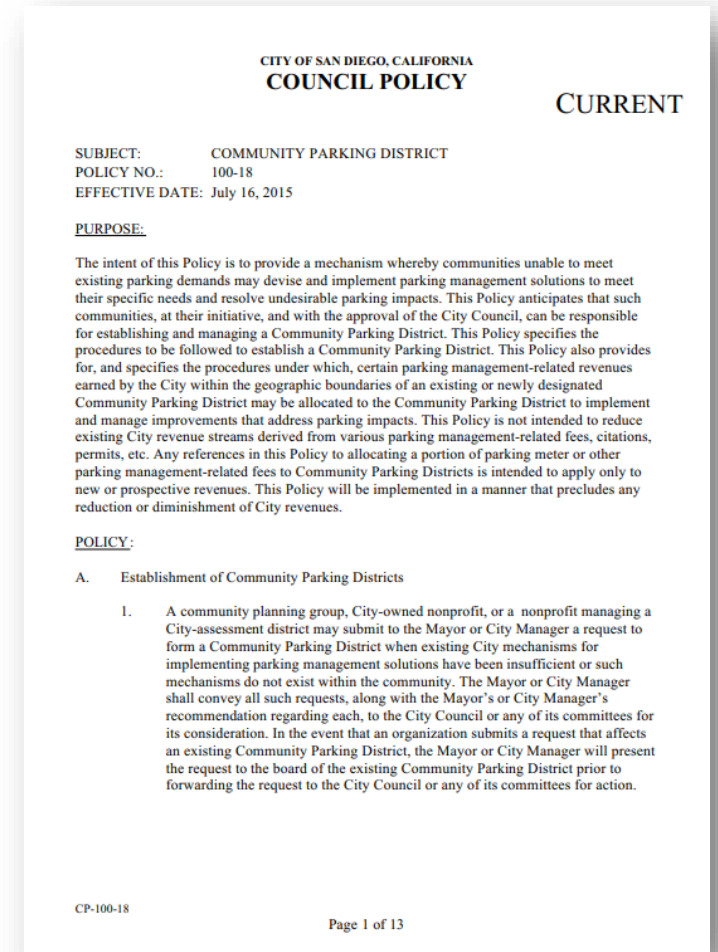 CITY OF SAN DIEGO, CALIFORNIA
COUNCIL POLICY
CURRENT
SUBJECT: COMMUNITY PARKING DISTRICT
POLICY NO.: 100-18
EFFECTIVE DATE: July 16, 2015
PURPOSE:
The intent of this Policy is to provide a mechanism whereby communities unable to meet
existing parking demands may devise and implement parking management solutions to meet
their specific needs and resolve undesirable parking impacts. This Policy anticipates that such
communities, at their initiative, and with the approval of the City Council, can be responsible
for establishing and managing a Community Parking District. This Policy specifies the
procedures to be followed to establish a Community Parking District. This Policy also provides
for, and specifies the procedures under which, certain parking management-related revenues
earned by the City within the geographic boundaries of an existing or newly designated
Community Parking District may be allocated to the Community Parking District to implement
and manage improvements that address parking impacts. This Policy is not intended to reduce
existing City revenue streams derived from various parking management-related fees, citations,
permits, etc. Any references in this Policy to allocating a portion of parking meter or other
parking management-related fees to Community Parking Districts is intended to apply only to
new or prospective revenues. This Policy will be implemented in a manner that precludes any
reduction or diminishment of City revenues.
POLICY:
A. Establishment of Community Parking Districts
1. A community planning group, City-owned nonprofit, or a nonprofit managing a
City-assessment district may submit to the Mayor or City Manager a request to
form a Community Parking District when existing City mechanisms for
implementing parking management solutions have been insufficient or such
mechanisms do not exist within the community. The Mayor or City Manager
shall convey all such requests, along with the Mayor's or City Manager's
recommendation regarding each, to the City Council or any of its committees for
its consideration. In the event that an organization submits a request that affects
an existing Community Parking District, the Mayor or City Manager will present
the request to the board of the existing Community Parking District prior to
forwarding the request to the City Council or any of its committees for action.
CP-100-18
Page 1 of 13